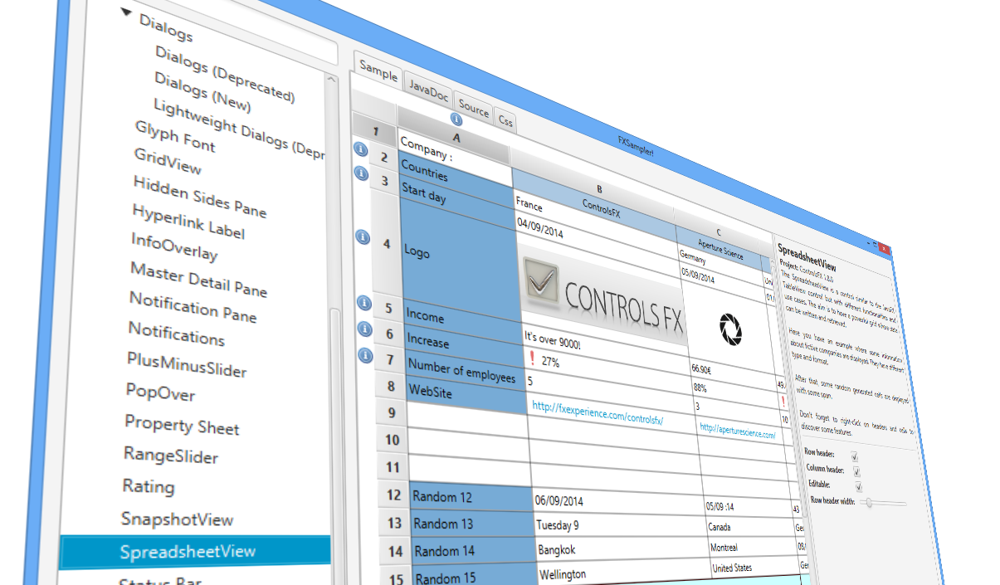 Dialogs
Dialogs (Deprecated)
Dialogs (New)
Lightweight Dialogs (Depr
Glyph Font
GridView
Hidden Sides Pane
Hyperlink Label
InfoOverlay
Master Detail Pane
Notification Pane
Notifications
PlusMinusSlider
PopOver
Property Sheet
RangeSlider
Rating
SnapshotView
SpreadsheetView
Status Bar
FXSampler!
Sample JavaDoc Source Css
A B C
1 Company : ControlsFX Aperture Science
2 Countries France Germany
3 Start day 04/09/2014 05/09/2014
4 Logo CONTROLS FX
5 Income It's over 9000! 66.90€
6 Increase 27% 88%
7 Number of employees 5 3 10
8 WebSite http://fxexperience.com/controlsfx/ http://aperturescience.com/
9
10
11
12 Random 12 06/09/2014 05/09 :14 43
13 Random 13 Tuesday 9 Canada
14 Random 14 Bangkok Montreal
15 Random 15 Wellington United States
SpreadsheetView
Project: ControlsFX
The SpreadsheetView is a control similar to the JavaFX
TableView control but with different functionalities and
use cases. The aim is to have a powerful grid where data
can be written and retrieved.
Here you have an example where some information
about fictive companies are displayed. They have different
type and format.
After that, some random generated cells are displayed
with some span.
Don't forget to right-click on headers and cells to
discover some features.
Row header:
Column header:
Editable:
Row header width: